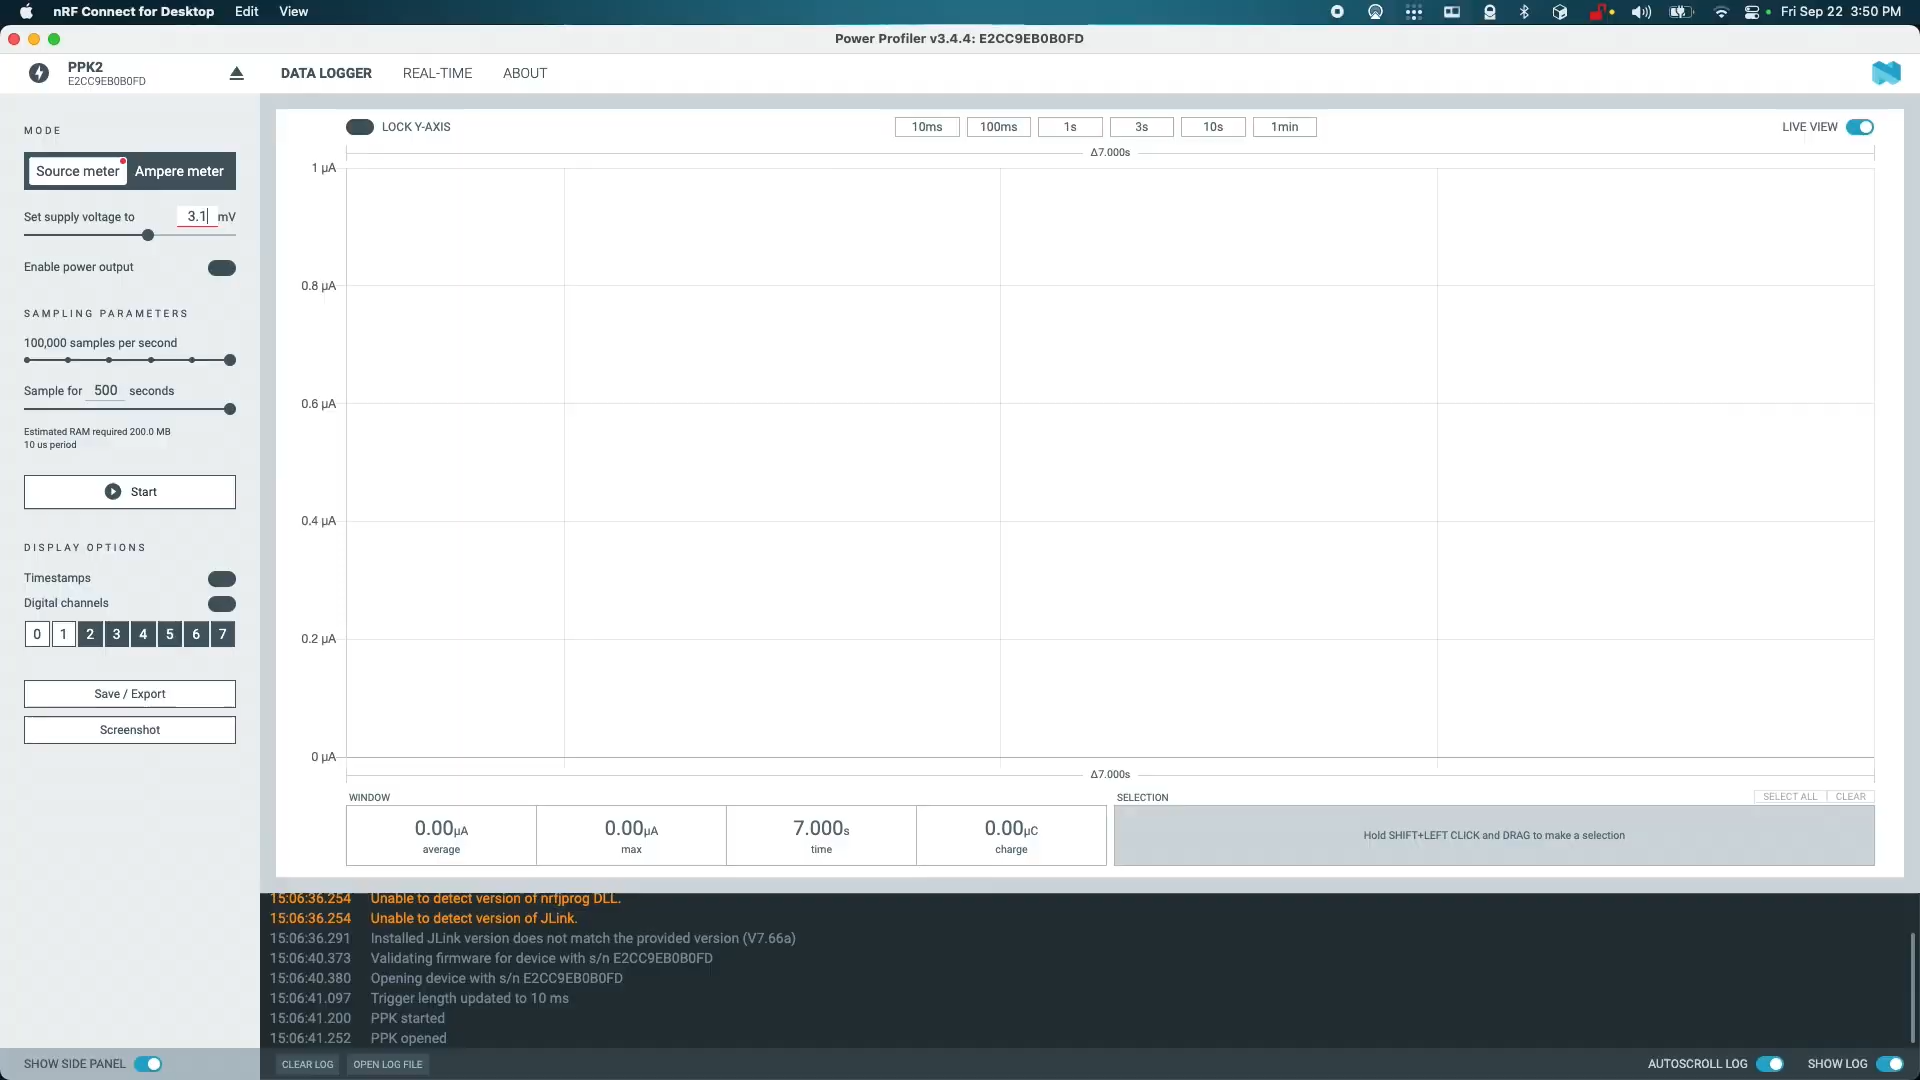 nRF Connect for Desktop Edit View Fri Sep 22 3:50 PM
Power Profiler v3.4.4: E2CC9EB0B0FD
PPK2
E2CC9EB0B0FD
DATA LOGGER REAL-TIME ABOUT
MODE
Source meter Ampere meter
Set supply voltage to 3.1 mV
Enable power output
SAMPLING PARAMETERS
100,000 samples per second
Sample for 500 seconds
Estimated RAM required 200.0 MB
10 us period
Start
DISPLAY OPTIONS
Timestamps
Digital channels
0 1 2 3 4 5 6 7
Save / Export
Screenshot
SHOW SIDE PANEL
LOCK Y-AXIS 10ms 100ms 1s 3s 10s 1min LIVE VIEW
Δ7.000s
1 µA
0.8 µA
0.6 µA
0.4 µA
0.2 µA
0 µA
Δ7.000s
WINDOW
0.00µA 0.00µA 7.000s 0.00µC
average max time charge
SELECTION SELECT ALL CLEAR
Hold SHIFT+LEFT CLICK and DRAG to make a selection
15:06:36.254 Unable to detect version of nrfjprog DLL.
15:06:36.254 Unable to detect version of JLink.
15:06:36.291 Installed JLink version does not match the provided version (V7.66a)
15:06:40.373 Validating firmware for device with s/n E2CC9EB0B0FD
15:06:40.380 Opening device with s/n E2CC9EB0B0FD
15:06:41.097 Trigger length updated to 10 ms
15:06:41.200 PPK started
15:06:41.252 PPK opened
CLEAR LOG OPEN LOG FILE AUTOSCROLL LOG SHOW LOG